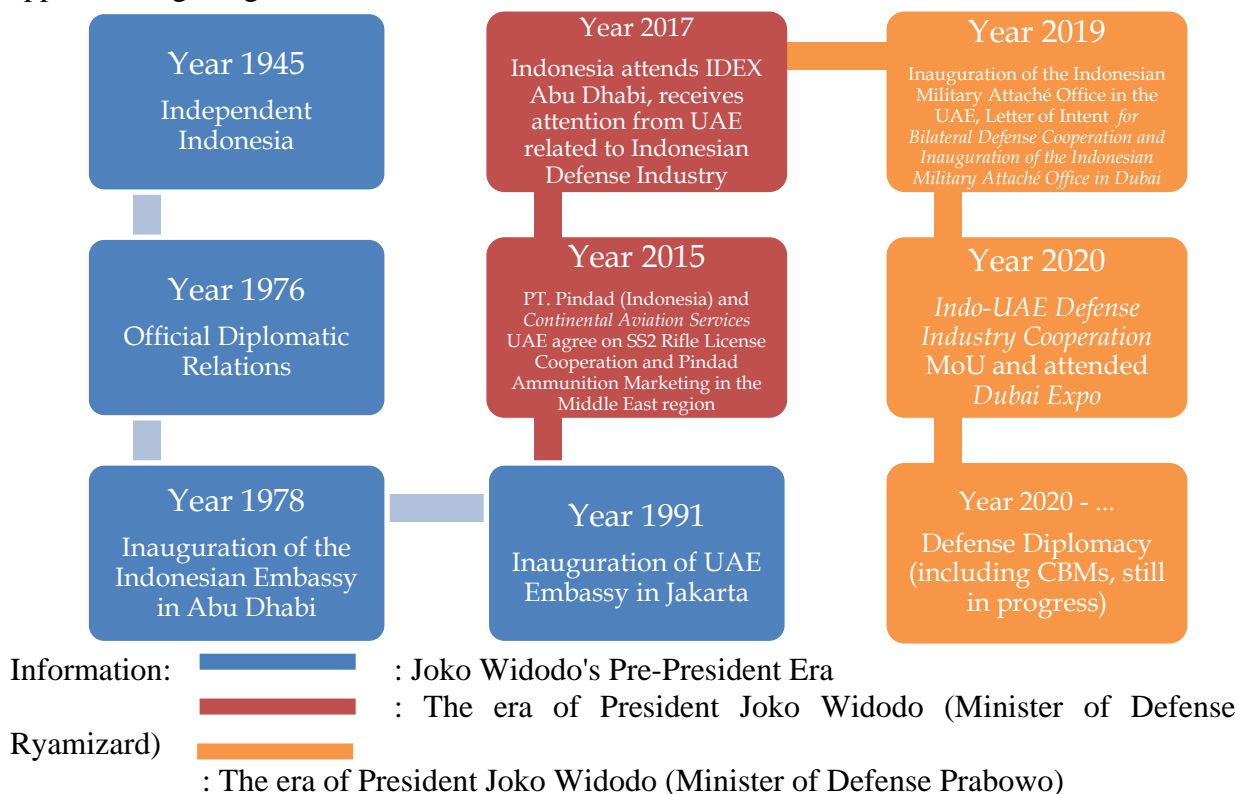 Year 1945
Independent
Indonesia
Year 1976
Official Diplomatic
Relations
Year 1978
Inauguration of the
Indonesian Embassy
in Abu Dhabi
Year 1991
Inauguration of UAE
Embassy in Jakarta
Year 2015
PT. Pindad (Indonesia) and
Continental Aviation Services
UAE agree on SS2 Rifle License
Cooperation and Pindad
Ammunition Marketing in the
Middle East region
Year 2017
Indonesia attends IDEX
Abu Dhabi, receives
attention from UAE
related to Indonesian
Defense Industry
Year 2019
Inauguration of the Indonesian
Military Attaché Office in the
UAE, Letter of Intent for
Bilateral Defense Cooperation and
Inauguration of the Indonesian
Military Attaché Office in Dubai
Year 2020
Indo-UAE Defense
Industry Cooperation
MoU and attended
Dubai Expo
Year 2020 - ...
Defense Diplomacy
(including CBMs, still
in progress)
Information: : Joko Widodo's Pre-President Era
: The era of President Joko Widodo (Minister of Defense
Ryamizard)
: The era of President Joko Widodo (Minister of Defense Prabowo)